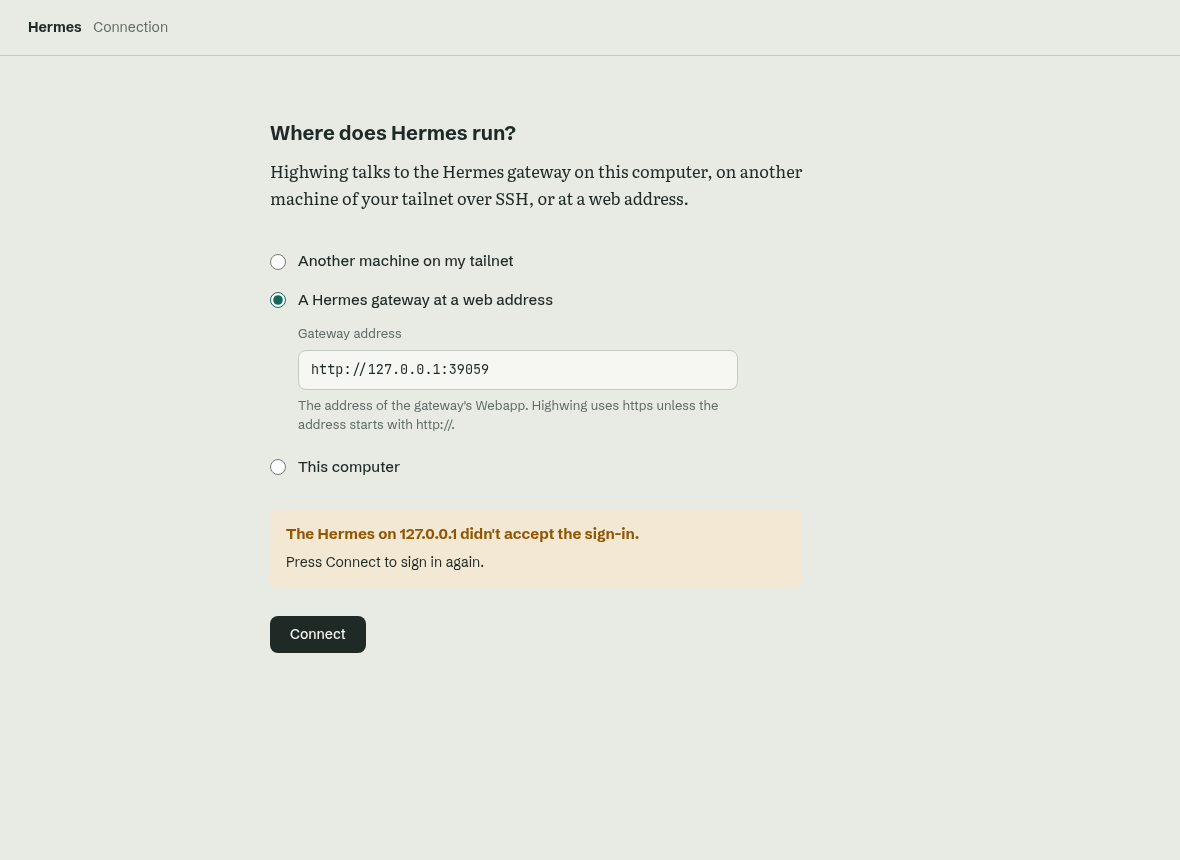 Hermes Connection
Where does Hermes run?
Highwing talks to the Hermes gateway on this computer, on another
machine of your tailnet over SSH, or at a web address.
Another machine on my tailnet
A Hermes gateway at a web address
Gateway address
http://127.0.0.1:39059
The address of the gateway's Webapp. Highwing uses https unless the
address starts with http://.
This computer
The Hermes on 127.0.0.1 didn't accept the sign-in.
Press Connect to sign in again.
Connect